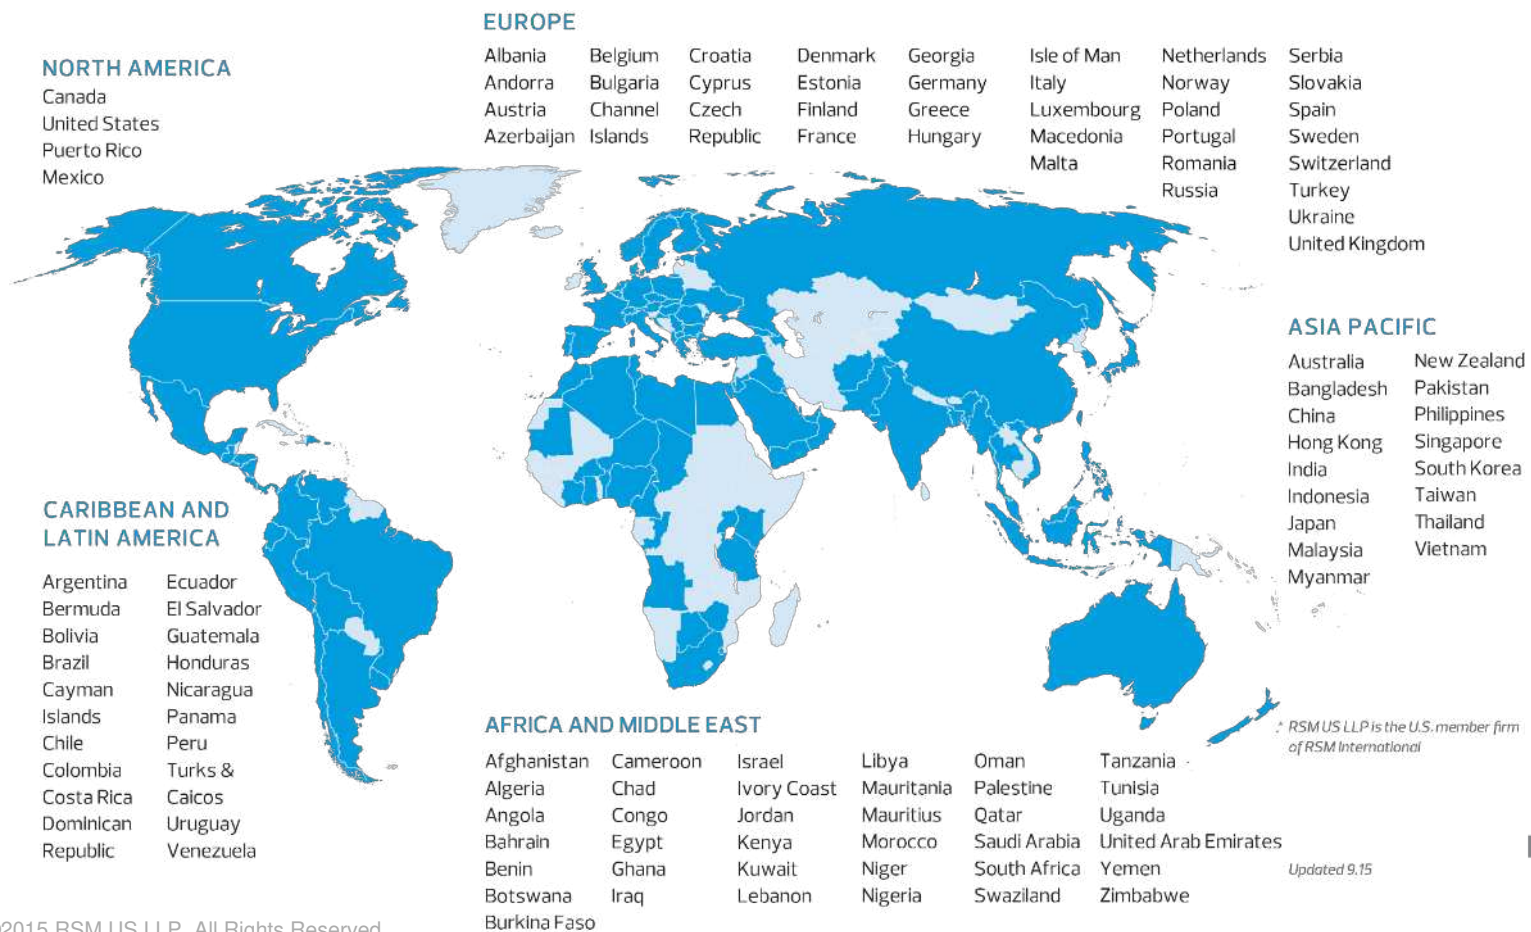 EUROPE
Albania Belgium Croatia Denmark Georgia Isle of Man Netherlands Serbia
Andorra Bulgaria Cyprus Estonia Germany Italy Norway Slovakia
Austria Channel Czech Finland Greece Luxembourg Poland Spain
Azerbaijan Islands Republic France Hungary Macedonia Portugal Sweden
Malta Romania Switzerland
Russia Turkey
Ukraine
United Kingdom
NORTH AMERICA
Canada
United States
Puerto Rico
Mexico
ASIA PACIFIC
Australia New Zealand
Bangladesh Pakistan
China Philippines
Hong Kong Singapore
India South Korea
Indonesia Taiwan
Japan Thailand
Malaysia Vietnam
Myanmar
CARIBBEAN AND
LATIN AMERICA
Argentina Ecuador
Bermuda El Salvador
Bolivia Guatemala
Brazil Honduras
Cayman Nicaragua
Islands Panama
Chile Peru
Colombia Turks &
Costa Rica Caicos
Dominican Uruguay
Republic Venezuela
AFRICA AND MIDDLE EAST
Afghanistan Cameroon Israel Libya Oman Tanzania
Algeria Chad Ivory Coast Mauritania Palestine Tunisia
Angola Congo Jordan Mauritius Qatar Uganda
Bahrain Egypt Kenya Morocco Saudi Arabia United Arab Emirates
Benin Ghana Kuwait Niger South Africa Yemen
Botswana Iraq Lebanon Nigeria Swaziland Zimbabwe
Burkina Faso
* RSM US LLP is the U.S. member firm
of RSM International
Updated 9.15
©2015 RSM US LLP. All Rights Reserved.